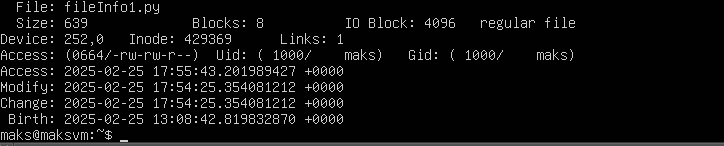 File: fileInfo1.py
Size: 639 Blocks: 8 IO Block: 4096 regular file
Device: 252,0 Inode: 429369 Links: 1
Access: (0664/-rw-rw-r--) Uid: ( 1000/ maks) Gid: ( 1000/ maks)
Access: 2025-02-25 17:55:43.201989427 +0000
Modify: 2025-02-25 17:54:25.354081212 +0000
Change: 2025-02-25 17:54:25.354081212 +0000
Birth: 2025-02-25 13:08:42.819832870 +0000
maks@maksvm:~$ _